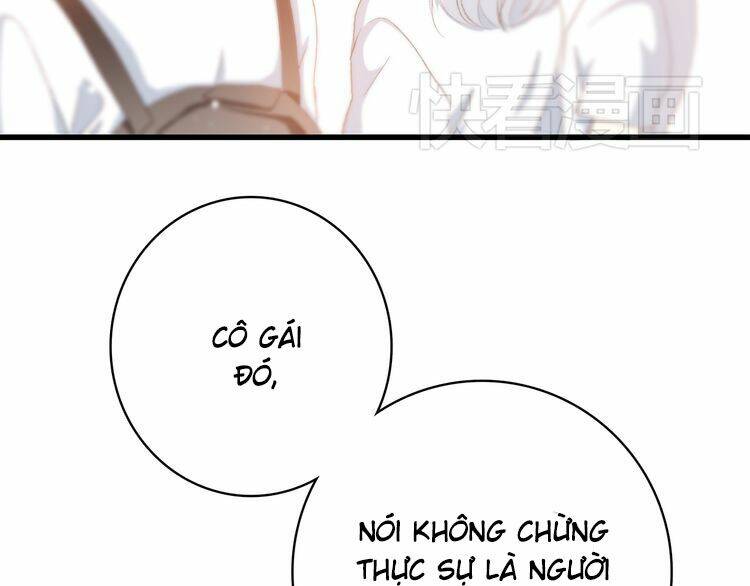 快看漫画
CÔ GÁI
ĐÓ,
NÓI KHÔNG CHỪNG
THỰC SỰ LÀ NGƯỜI